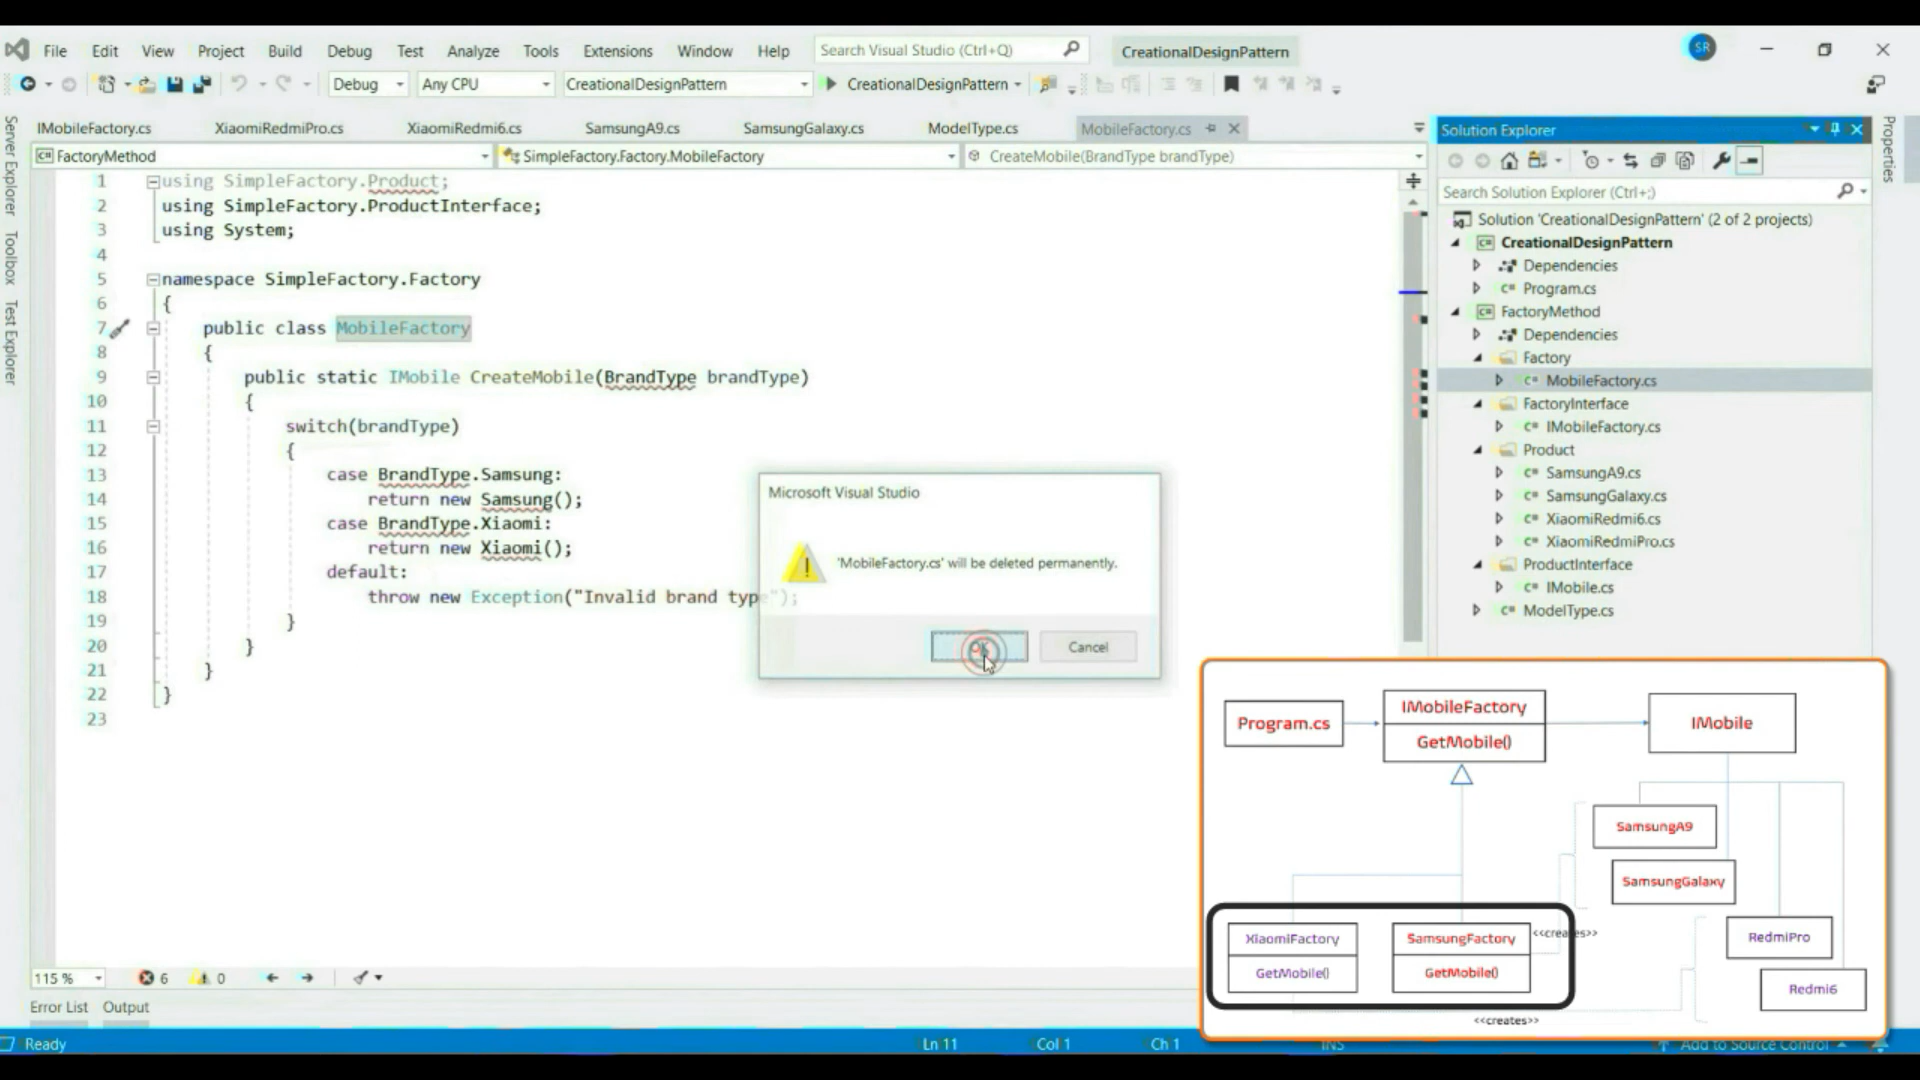 File Edit View Project Build Debug Test Analyze Tools Extensions Window Help Search Visual Studio (Ctrl+Q) CreationalDesignPattern SR
Debug Any CPU CreationalDesignPattern CreationalDesignPattern
IMobileFactory.cs XiaomiRedmiPro.cs XiaomiRedmi6.cs SamsungA9.cs SamsungGalaxy.cs ModelType.cs MobileFactory.cs
FactoryMethod SimpleFactory.Factory.MobileFactory CreateMobile(BrandType brandType)
Server Explorer
Toolbox
Test Explorer
1 using SimpleFactory.Product;
2 using SimpleFactory.ProductInterface;
3 using System;
4
5 namespace SimpleFactory.Factory
6 {
7 public class MobileFactory
8 {
9 public static IMobile CreateMobile(BrandType brandType)
10 {
11 switch(brandType)
12 {
13 case BrandType.Samsung:
14 return new Samsung();
15 case BrandType.Xiaomi:
16 return new Xiaomi();
17 default:
18 throw new Exception("Invalid brand type");
19 }
20 }
21 }
22 }
23
Microsoft Visual Studio
'MobileFactory.cs' will be deleted permanently.
OK Cancel
Solution Explorer
Search Solution Explorer (Ctrl+;)
Solution 'CreationalDesignPattern' (2 of 2 projects)
CreationalDesignPattern
Dependencies
C# Program.cs
FactoryMethod
Dependencies
Factory
C# MobileFactory.cs
FactoryInterface
C# IMobileFactory.cs
Product
C# SamsungA9.cs
C# SamsungGalaxy.cs
C# XiaomiRedmi6.cs
C# XiaomiRedmiPro.cs
ProductInterface
C# IMobile.cs
C# ModelType.cs
Properties
Program.cs
IMobileFactory
GetMobile()
IMobile
SamsungA9
SamsungGalaxy
XiaomiFactory
GetMobile()
SamsungFactory
GetMobile()
<<creates>>
RedmiPro
Redmi6
<<creates>>
115 % 6 0
Error List Output
Ready Ln 11 Col 1 Ch 1 INS Add to Source Control